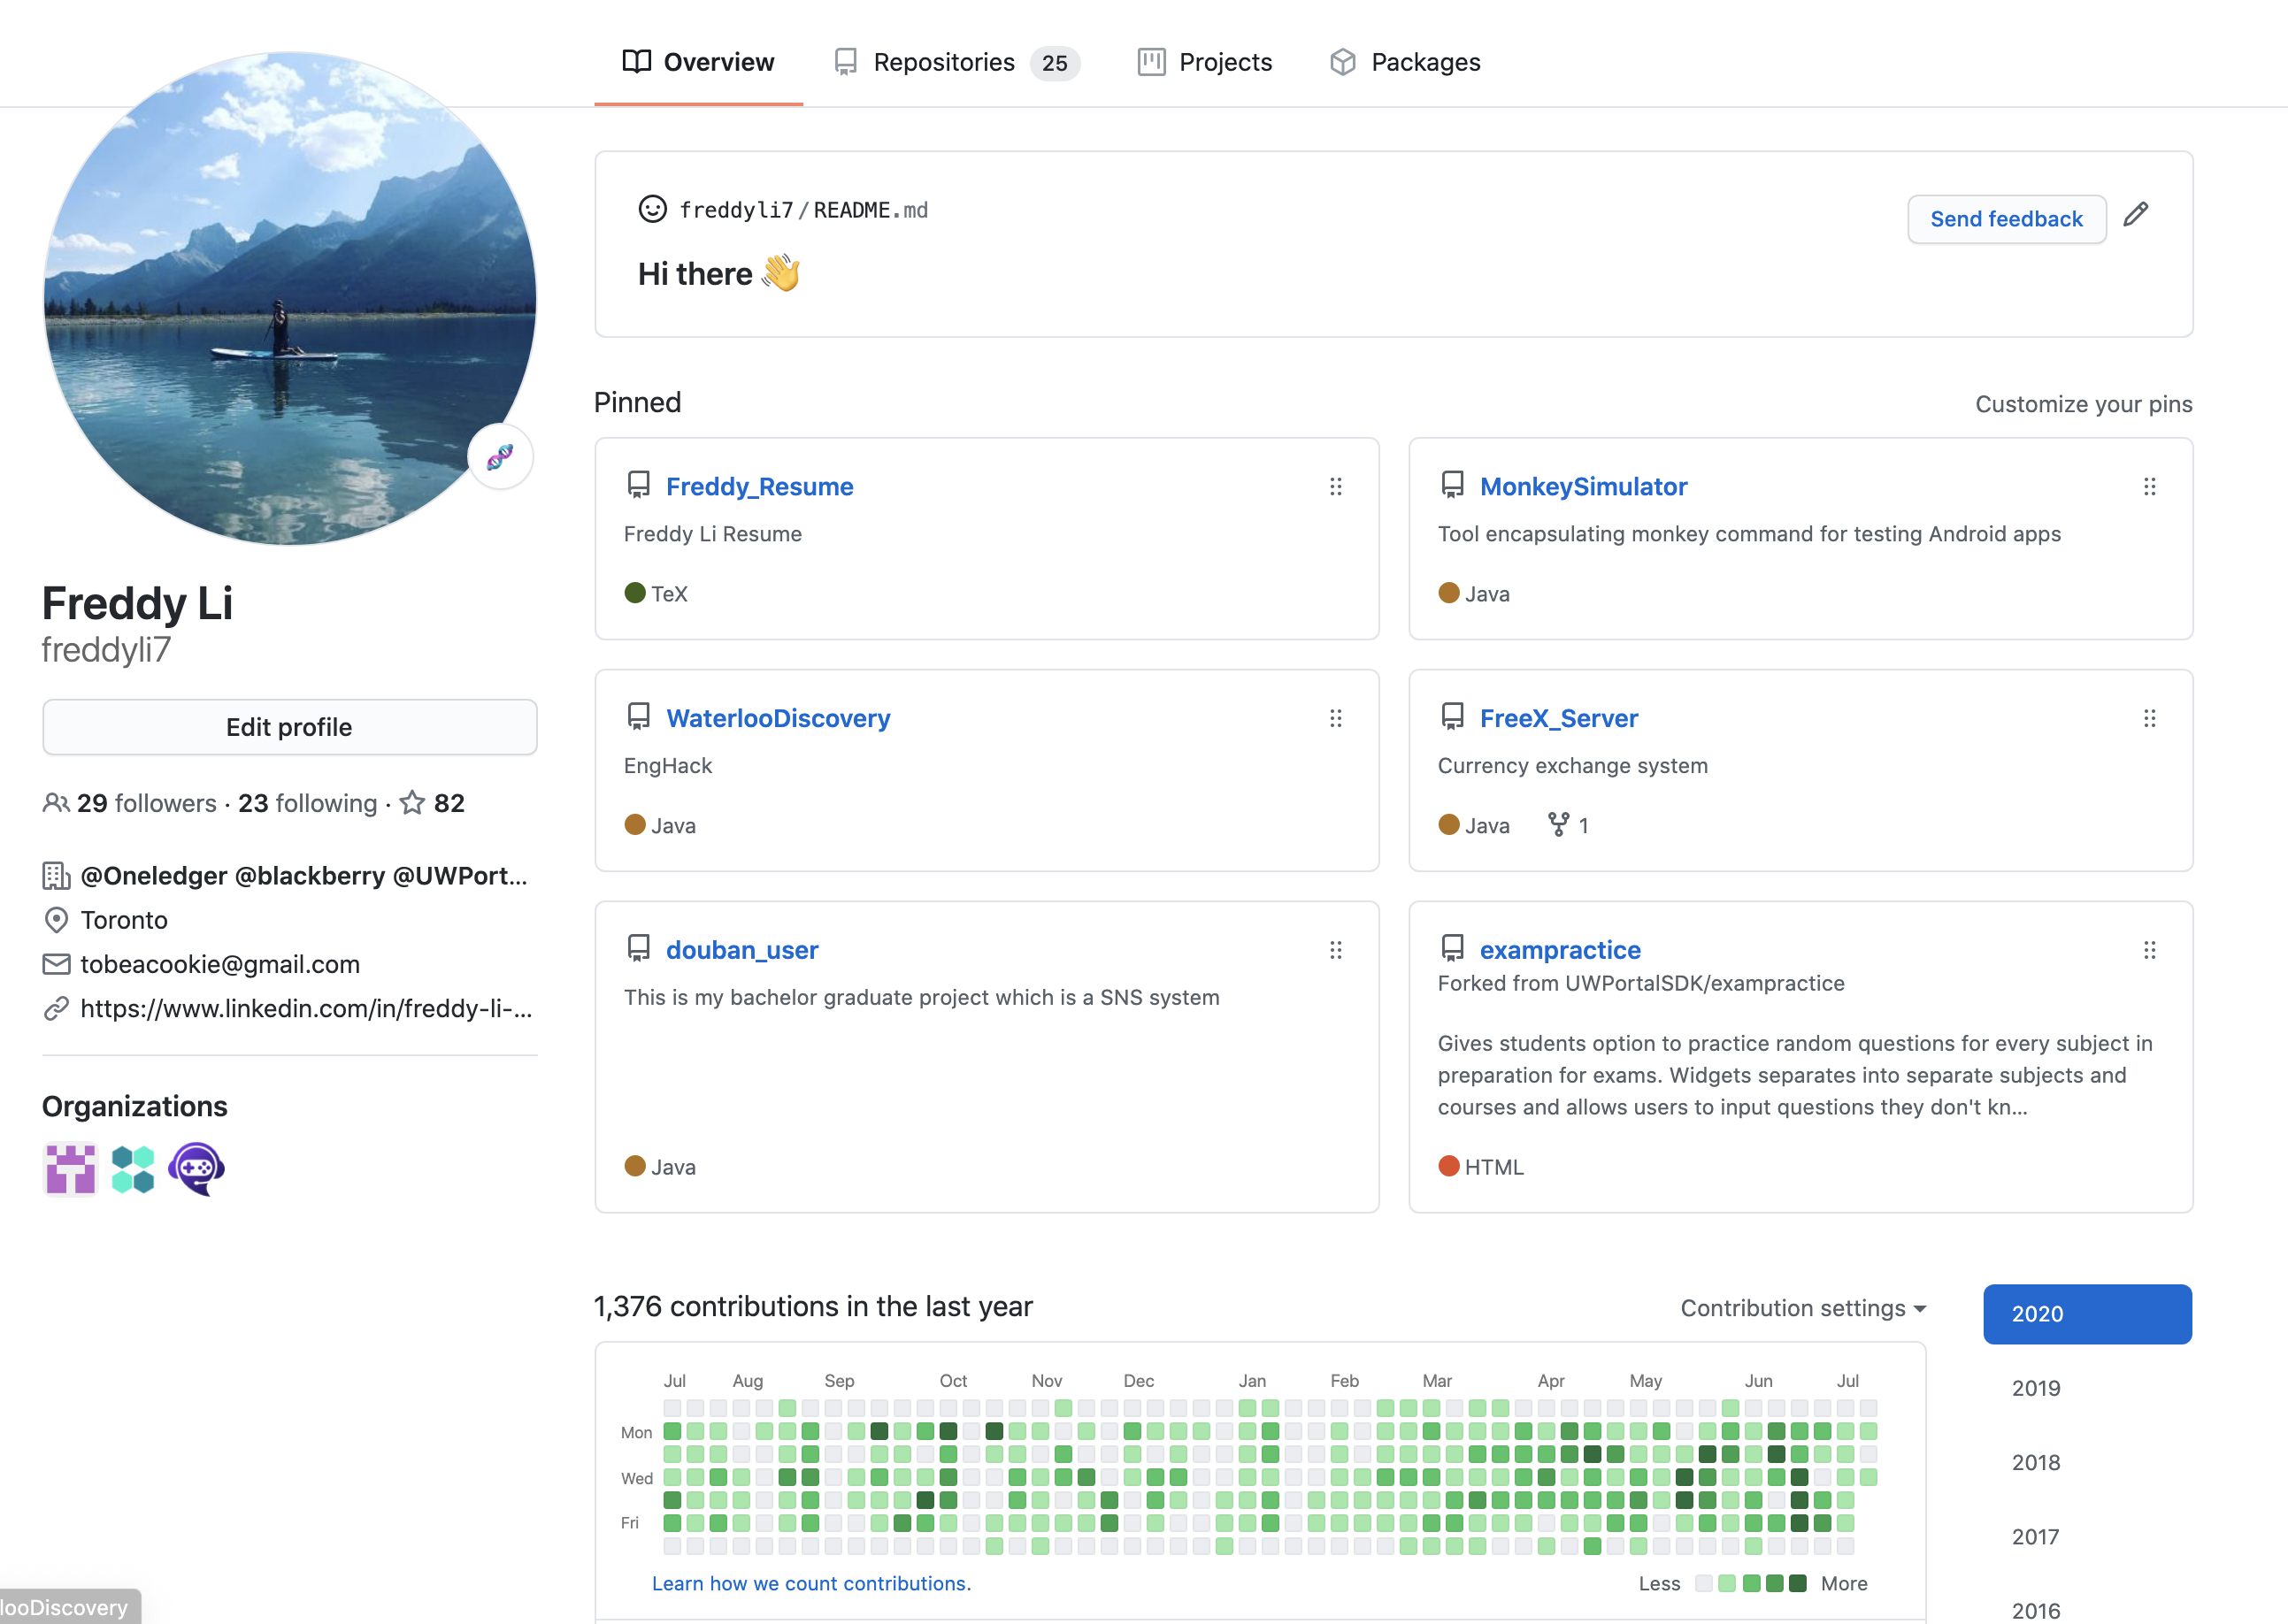 Overview
Repositories 25
Projects
Packages
freddyli7/README.md
Send feedback
Hi there 👋
Freddy Li
freddyli7
Edit profile
29 followers · 23 following · 82
@Oneledger @blackberry @UWPort...
Toronto
tobeacookie@gmail.com
https://www.linkedin.com/in/freddy-li-...
Organizations
Pinned
Customize your pins
Freddy_Resume
Freddy Li Resume
TeX
MonkeySimulator
Tool encapsulating monkey command for testing Android apps
Java
WaterlooDiscovery
EngHack
Java
FreeX_Server
Currency exchange system
Java 1
douban_user
This is my bachelor graduate project which is a SNS system
Java
exampractice
Forked from UWPortalSDK/exampractice
Gives students option to practice random questions for every subject in
preparation for exams. Widgets separates into separate subjects and
courses and allows users to input questions they don't kn...
HTML
1,376 contributions in the last year
Contribution settings
Jul Aug Sep Oct Nov Dec Jan Feb Mar Apr May Jun Jul
Mon
Wed
Fri
Learn how we count contributions.
Less More
2020
2019
2018
2017
2016
looDiscovery